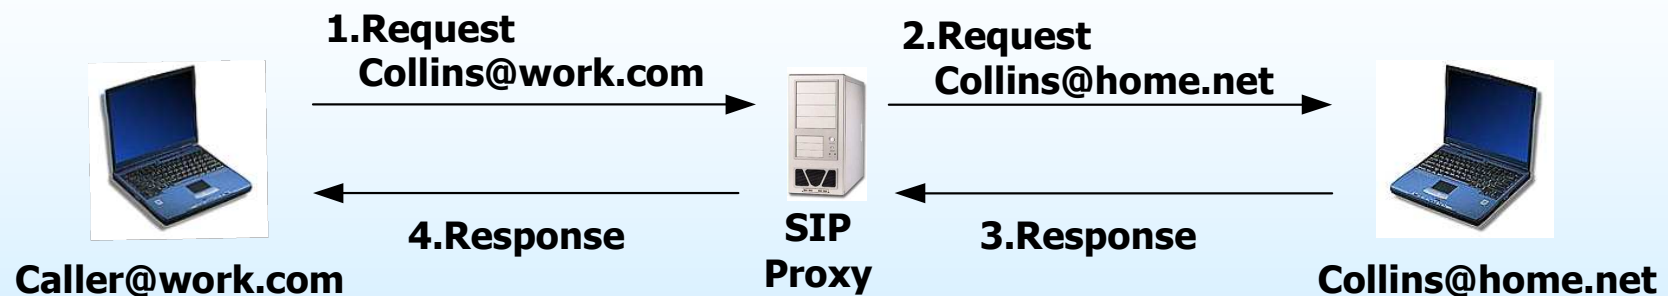 1.Request
Collins@work.com
2.Request
Collins@home.net
4.Response
SIP
Proxy
3.Response
Caller@work.com
Collins@home.net